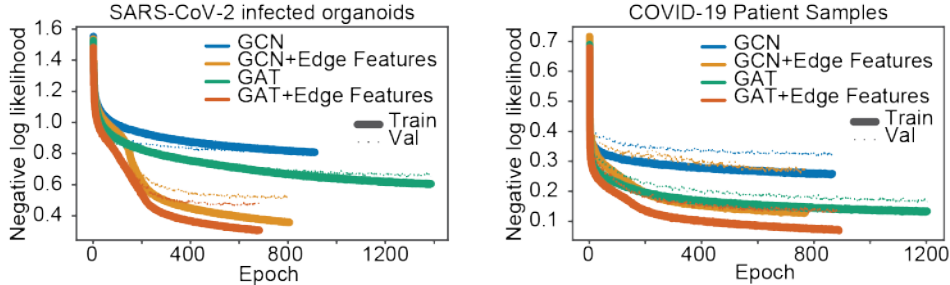 SARS-CoV-2 infected organoids
Negative log likelihood
1.6
1.4
1.2
1.0
0.8
0.6
0.4
GCN
GCN+Edge Features
GAT
GAT+Edge Features
Train
Val
0
400
800
1200
Epoch
COVID-19 Patient Samples
Negative log likelihood
0.7
0.6
0.5
0.4
0.3
0.2
0.1
GCN
GCN+Edge Features
GAT
GAT+Edge Features
Train
Val
0
400
800
1200
Epoch